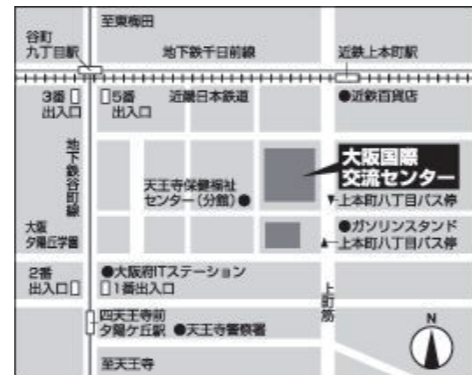 至東梅田
谷町
九丁目駅
地下鉄千日前線
近鉄上本町駅
3番
出入口
5番
出入口
近畿日本鉄道
●近鉄百貨店
地下鉄谷町線
大阪国際
交流センター
天王寺保健福祉
センター(分館)●
▼上本町八丁目バス停
大阪
夕陽丘学園
●ガソリンスタンド
▲上本町八丁目バス停
2番
出入口
●大阪府ITステーション
1番出入口
上町筋
四天王寺前
夕陽ケ丘駅
●天王寺警察署
N
至天王寺